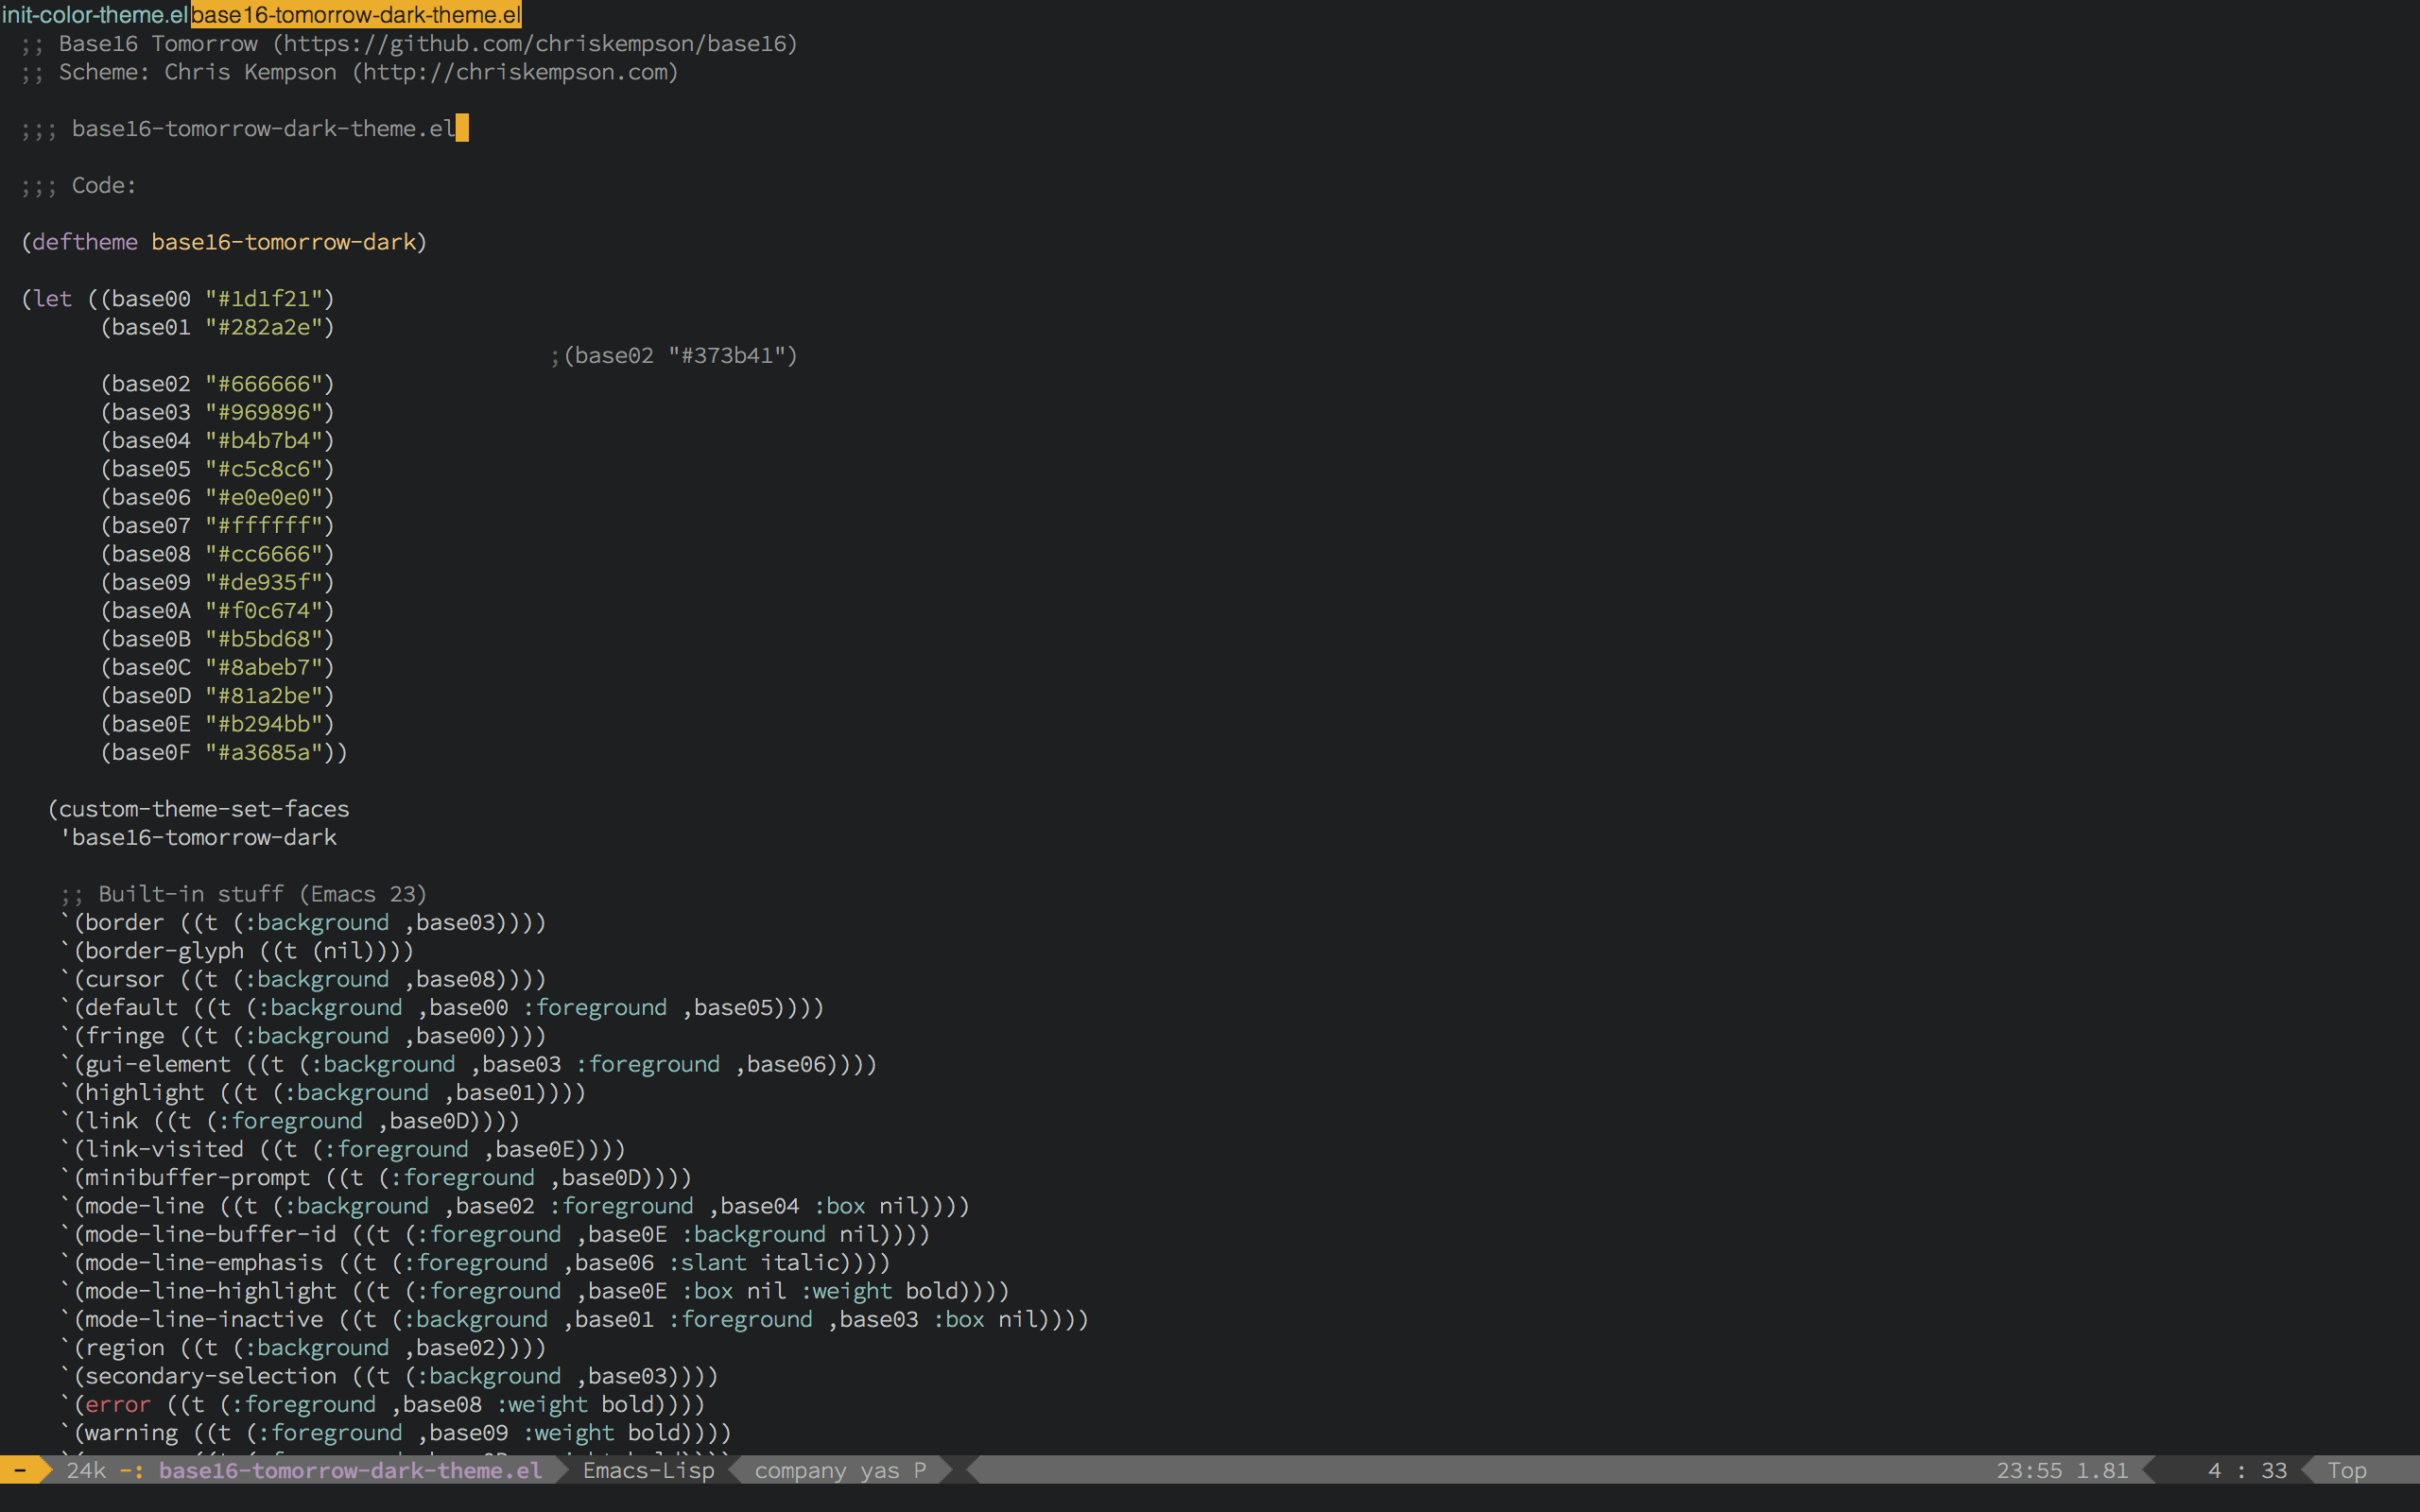 init-color-theme.el base16-tomorrow-dark-theme.el
;; Base16 Tomorrow (https://github.com/chriskempson/base16)
;; Scheme: Chris Kempson (http://chriskempson.com)
;;; base16-tomorrow-dark-theme.el
;;; Code:
(deftheme base16-tomorrow-dark)
(let ((base00 "#1d1f21")
(base01 "#282a2e")
;(base02 "#373b41")
(base02 "#666666")
(base03 "#969896")
(base04 "#b4b7b4")
(base05 "#c5c8c6")
(base06 "#e0e0e0")
(base07 "#ffffff")
(base08 "#cc6666")
(base09 "#de935f")
(base0A "#f0c674")
(base0B "#b5bd68")
(base0C "#8abeb7")
(base0D "#81a2be")
(base0E "#b294bb")
(base0F "#a3685a"))
(custom-theme-set-faces
'base16-tomorrow-dark
;; Built-in stuff (Emacs 23)
`(border ((t (:background ,base03))))
`(border-glyph ((t (nil))))
`(cursor ((t (:background ,base08))))
`(default ((t (:background ,base00 :foreground ,base05))))
`(fringe ((t (:background ,base00))))
`(gui-element ((t (:background ,base03 :foreground ,base06))))
`(highlight ((t (:background ,base01))))
`(link ((t (:foreground ,base0D))))
`(link-visited ((t (:foreground ,base0E))))
`(minibuffer-prompt ((t (:foreground ,base0D))))
`(mode-line ((t (:background ,base02 :foreground ,base04 :box nil))))
`(mode-line-buffer-id ((t (:foreground ,base0E :background nil))))
`(mode-line-emphasis ((t (:foreground ,base06 :slant italic))))
`(mode-line-highlight ((t (:foreground ,base0E :box nil :weight bold))))
`(mode-line-inactive ((t (:background ,base01 :foreground ,base03 :box nil))))
`(region ((t (:background ,base02))))
`(secondary-selection ((t (:background ,base03))))
`(error ((t (:foreground ,base08 :weight bold))))
`(warning ((t (:foreground ,base09 :weight bold))))
- 24k -: base16-tomorrow-dark-theme.el Emacs-Lisp company yas P 23:55 1.81 4 : 33 Top